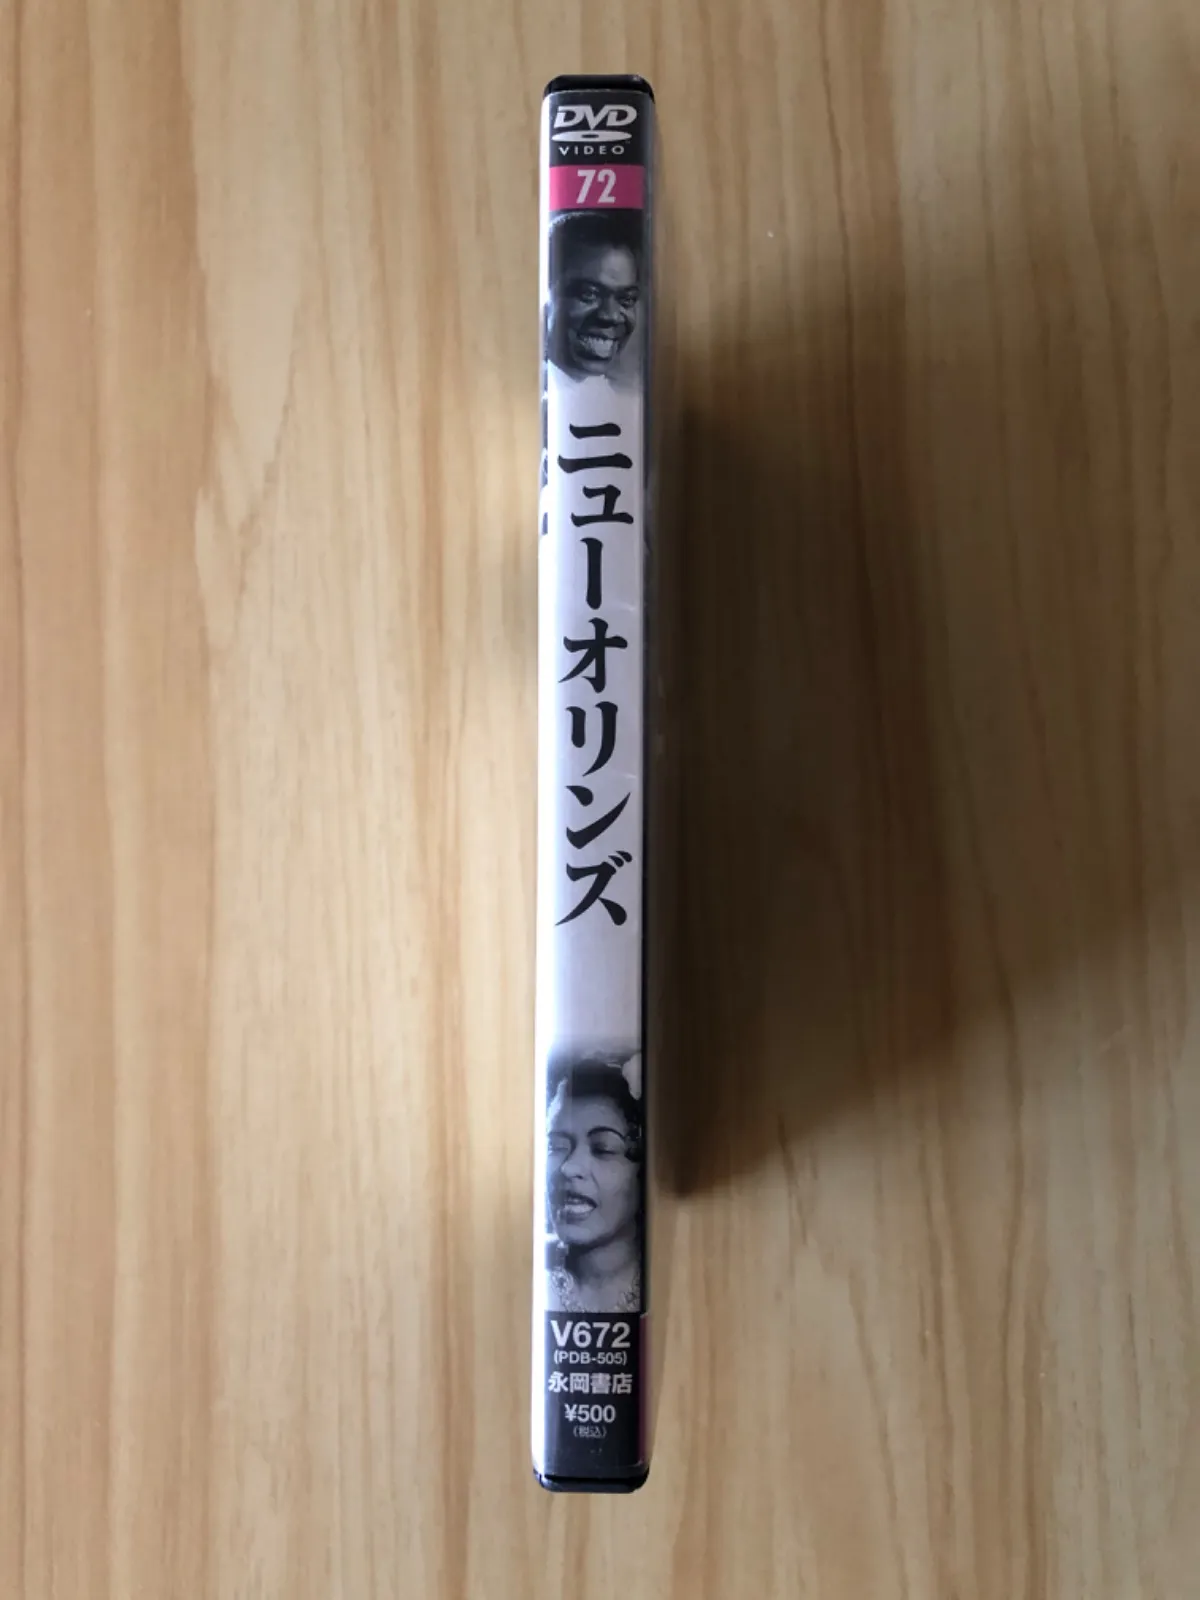 DVD
VIDEO
72
ニューオリンズ
V672
(PDB-505)
永岡書店
¥500
(税込)